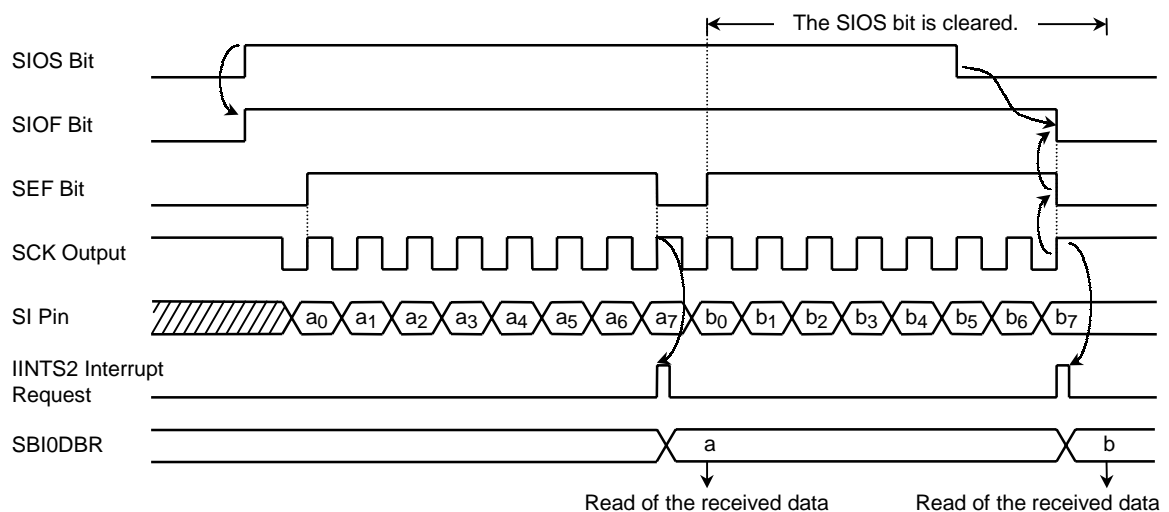 The SIOS bit is cleared.
SIOS Bit
SIOF Bit
SEF Bit
SCK Output
SI Pin
a0 a1 a2 a3 a4 a5 a6 a7 b0 b1 b2 b3 b4 b5 b6 b7
IINTS2 Interrupt
Request
SBI0DBR
a b
Read of the received data Read of the received data